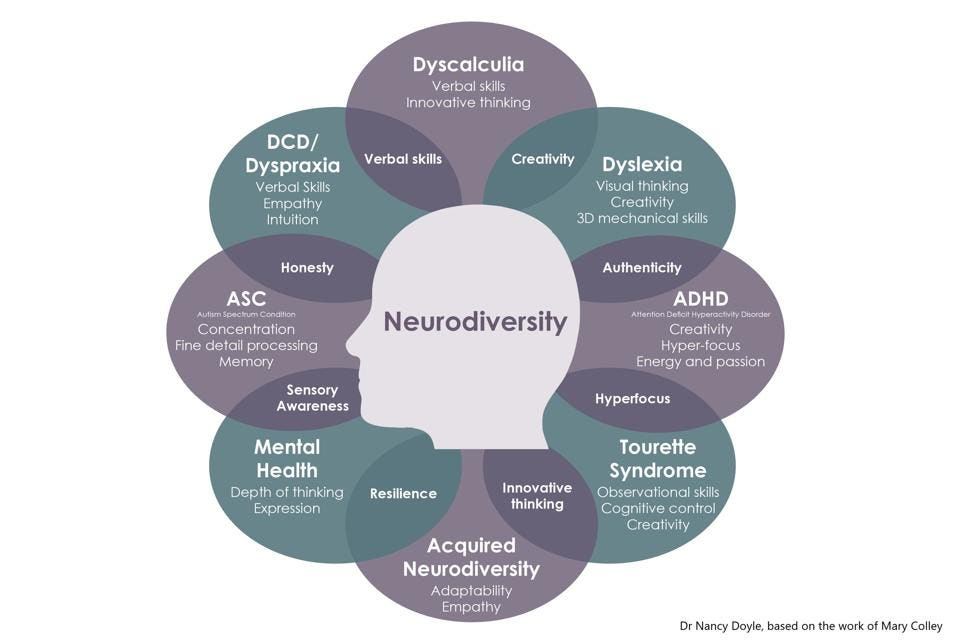 Dyscalculia
Verbal skills
Innovative thinking
DCD/
Dyspraxia
Verbal Skills
Empathy
Intuition
Verbal skills
Creativity
Dyslexia
Visual thinking
Creativity
3D mechanical skills
Honesty
Authenticity
ASC
Autism Spectrum Condition
Concentration
Fine detail processing
Memory
Neurodiversity
ADHD
Attention Deficit Hyperactivity Disorder
Creativity
Hyper-focus
Energy and passion
Sensory
Awareness
Hyperfocus
Mental
Health
Depth of thinking
Expression
Resilience
Innovative
thinking
Tourette
Syndrome
Observational skills
Cognitive control
Creativity
Acquired
Neurodiversity
Adaptability
Empathy
Dr Nancy Doyle, based on the work of Mary Colley